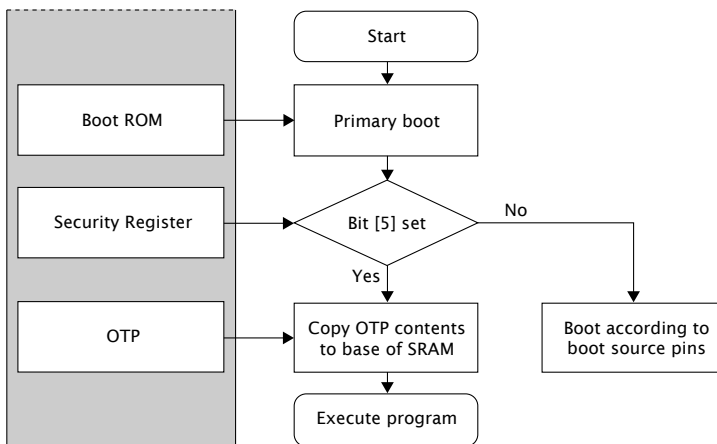 Start
Boot ROM
Primary boot
Security Register
Bit [5] set
No
Yes
OTP
Copy OTP contents
to base of SRAM
Boot according to
boot source pins
Execute program